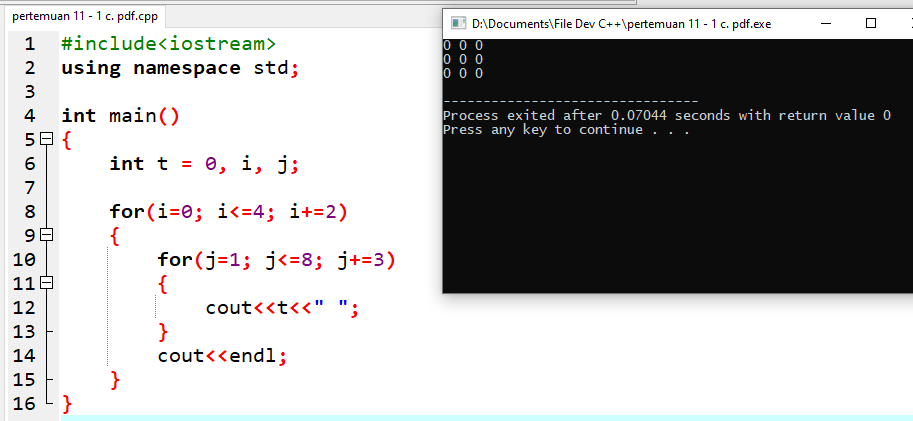 pertemuan 11 - 1 c. pdf.cpp
1 #include<iostream>
2 using namespace std;
3
4 int main()
5 {
6     int t = 0, i, j;
7
8     for(i=0; i<=4; i+=2)
9     {
10         for(j=1; j<=8; j+=3)
11         {
12             cout<<t<<" ";
13         }
14         cout<<endl;
15     }
16 }
D:\Documents\File Dev C++\pertemuan 11 - 1 c. pdf.exe
0 0 0
0 0 0
0 0 0
--------------------------------
Process exited after 0.07044 seconds with return value 0
Press any key to continue . . .